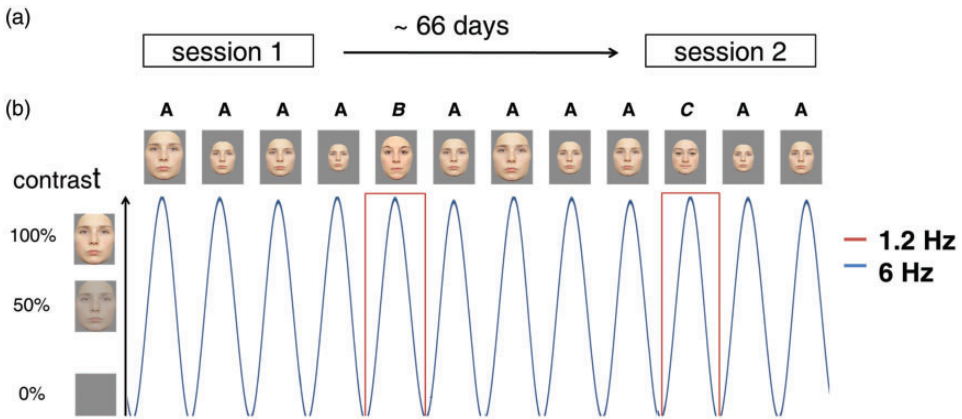 (a)
session 1
~ 66 days
session 2
(b)
A A A A B A A A A C A A
contrast
100%
50%
0%
1.2 Hz
6 Hz